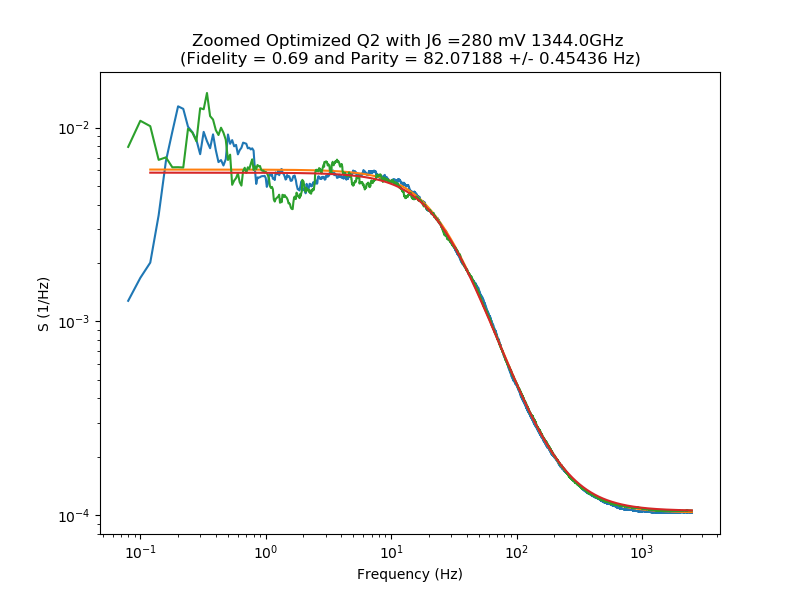 Zoomed Optimized Q2 with J6 =280 mV 1344.0GHz
(Fidelity = 0.69 and Parity = 82.07188 +/- 0.45436 Hz)
S (1/Hz)
10⁻²
10⁻³
10⁻⁴
10⁻¹ 10⁰ 10¹ 10² 10³
Frequency (Hz)